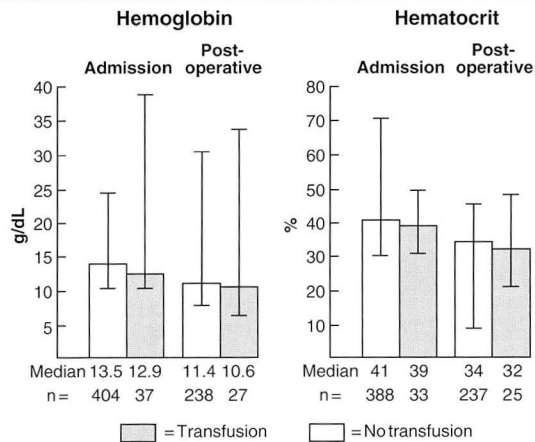 Hemoglobin
Hematocrit
Admission
Post-
operative
Admission
Post-
operative
40
35
30
25
20
15
10
5
g/dL
80
70
60
50
40
30
20
10
%
Median 13.5 12.9 11.4 10.6 41 39 34 32
n= 404 37 238 27 388 33 237 25
=Transfusion =No transfusion